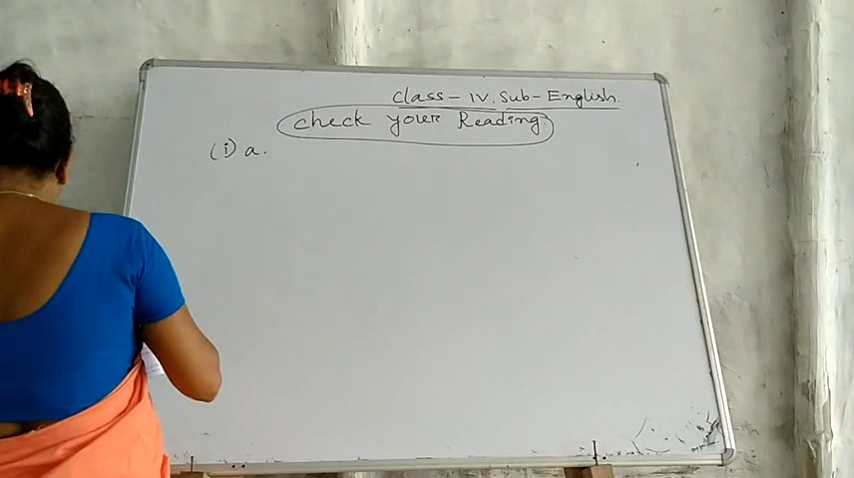 Class - IV. Sub - English.
Check your Reading.
(i) a.